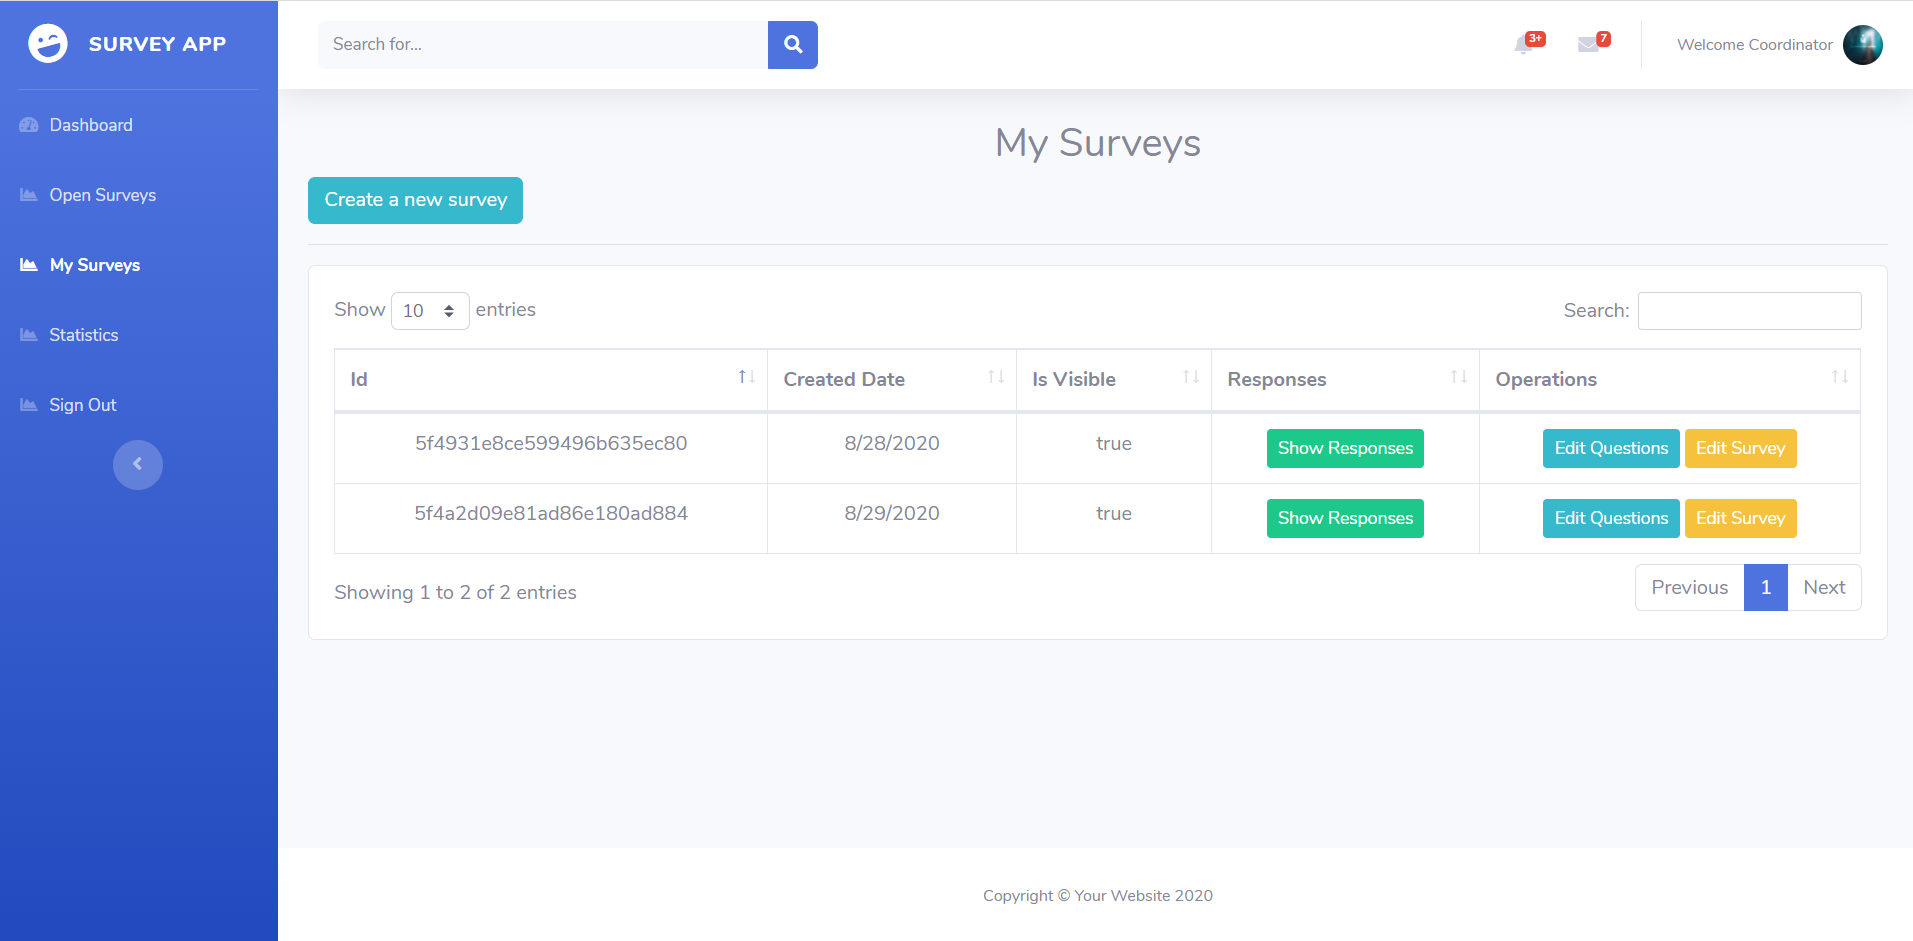 SURVEY APP
Dashboard
Open Surveys
My Surveys
Statistics
Sign Out
Search for...
3+
7
Welcome Coordinator
My Surveys
Create a new survey
Show 10 entries
Search:
Id Created Date Is Visible Responses Operations
5f4931e8ce599496b635ec80 8/28/2020 true Show Responses Edit Questions Edit Survey
5f4a2d09e81ad86e180ad884 8/29/2020 true Show Responses Edit Questions Edit Survey
Showing 1 to 2 of 2 entries
Previous 1 Next
Copyright © Your Website 2020